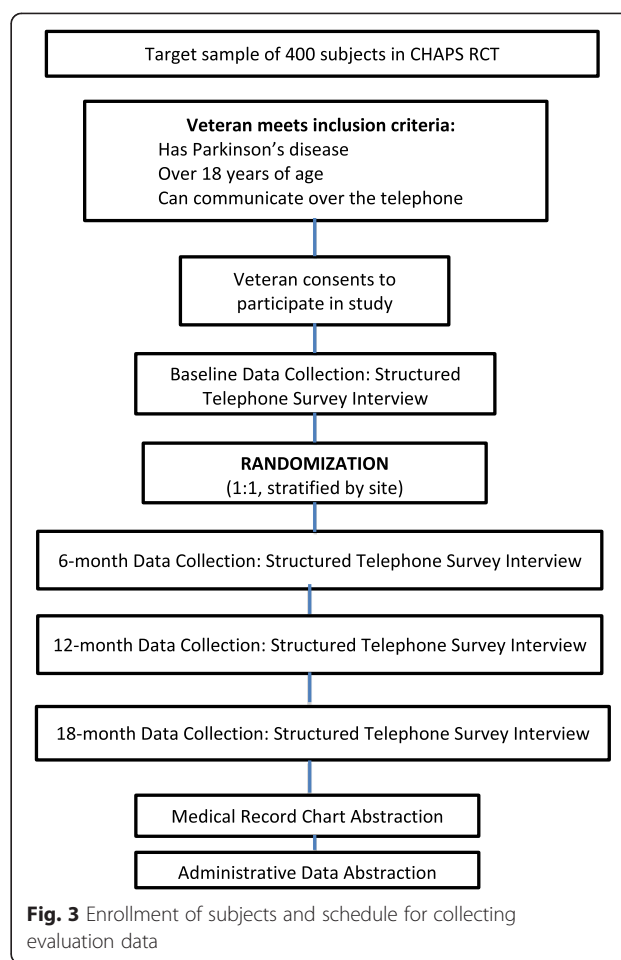 Target sample of 400 subjects in CHAPS RCT
Veteran meets inclusion criteria:
Has Parkinson's disease
Over 18 years of age
Can communicate over the telephone
Veteran consents to
participate in study
Baseline Data Collection: Structured
Telephone Survey Interview
RANDOMIZATION
(1:1, stratified by site)
6-month Data Collection: Structured Telephone Survey Interview
12-month Data Collection: Structured Telephone Survey Interview
18-month Data Collection: Structured Telephone Survey Interview
Medical Record Chart Abstraction
Administrative Data Abstraction
Fig. 3 Enrollment of subjects and schedule for collecting
evaluation data